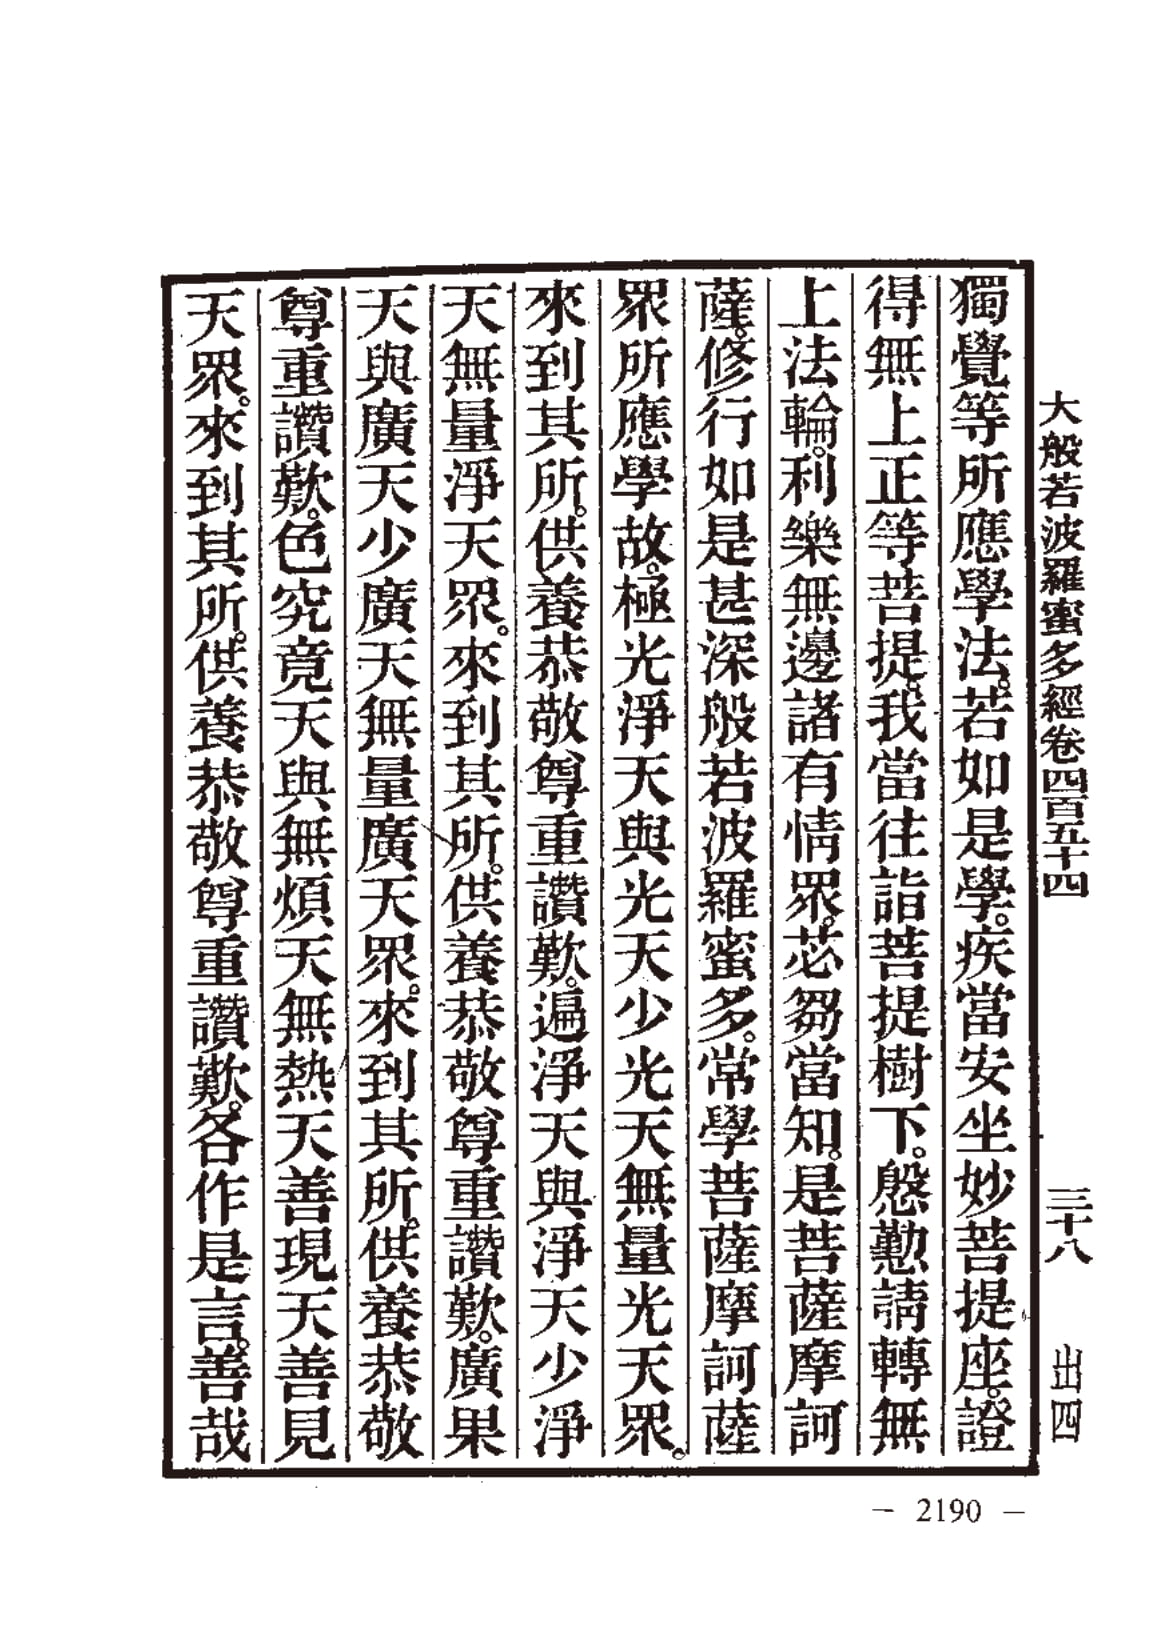 大般若波羅蜜多經卷四百五十四 三十八 出四
獨覺等所應學法。若如是學。疾當安坐妙菩提座。證
得無上正等菩提。我當往詣菩提樹下。慇懃請轉無
上法輪。利樂無邊諸有情眾。苾芻當知。是菩薩摩訶
薩。修行如是甚深般若波羅蜜多。常學菩薩摩訶薩
眾所應學故。極光淨天與光天少光天無量光天眾。
來到其所。供養恭敬尊重讚歎。遍淨天與淨天少淨
天無量淨天眾。來到其所。供養恭敬尊重讚歎。廣果
天與廣天少廣天無量廣天眾。來到其所。供養恭敬
尊重讚歎。色究竟天與無煩天無熱天善現天善見
天眾。來到其所。供養恭敬尊重讚歎。各作是言。善哉
— 2190 —